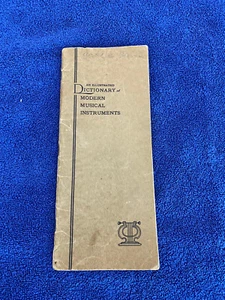 AN ILLUSTRATED
DICTIONARY of
MODERN
MUSICAL
INSTRUMENTS